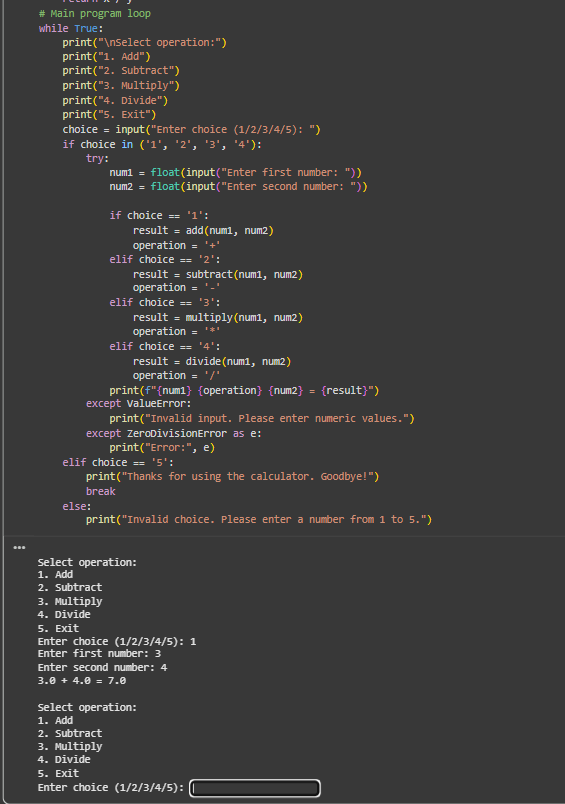 return x / y
# Main program loop
while True:
    print("\nSelect operation:")
    print("1. Add")
    print("2. Subtract")
    print("3. Multiply")
    print("4. Divide")
    print("5. Exit")
    choice = input("Enter choice (1/2/3/4/5): ")
    if choice in ('1', '2', '3', '4'):
        try:
            num1 = float(input("Enter first number: "))
            num2 = float(input("Enter second number: "))
            if choice == '1':
                result = add(num1, num2)
                operation = '+'
            elif choice == '2':
                result = subtract(num1, num2)
                operation = '-'
            elif choice == '3':
                result = multiply(num1, num2)
                operation = '*'
            elif choice == '4':
                result = divide(num1, num2)
                operation = '/'
            print(f"{num1} {operation} {num2} = {result}")
        except ValueError:
            print("Invalid input. Please enter numeric values.")
        except ZeroDivisionError as e:
            print("Error:", e)
    elif choice == '5':
        print("Thanks for using the calculator. Goodbye!")
        break
    else:
        print("Invalid choice. Please enter a number from 1 to 5.")
Select operation:
1. Add
2. Subtract
3. Multiply
4. Divide
5. Exit
Enter choice (1/2/3/4/5): 1
Enter first number: 3
Enter second number: 4
3.0 + 4.0 = 7.0
Select operation:
1. Add
2. Subtract
3. Multiply
4. Divide
5. Exit
Enter choice (1/2/3/4/5):